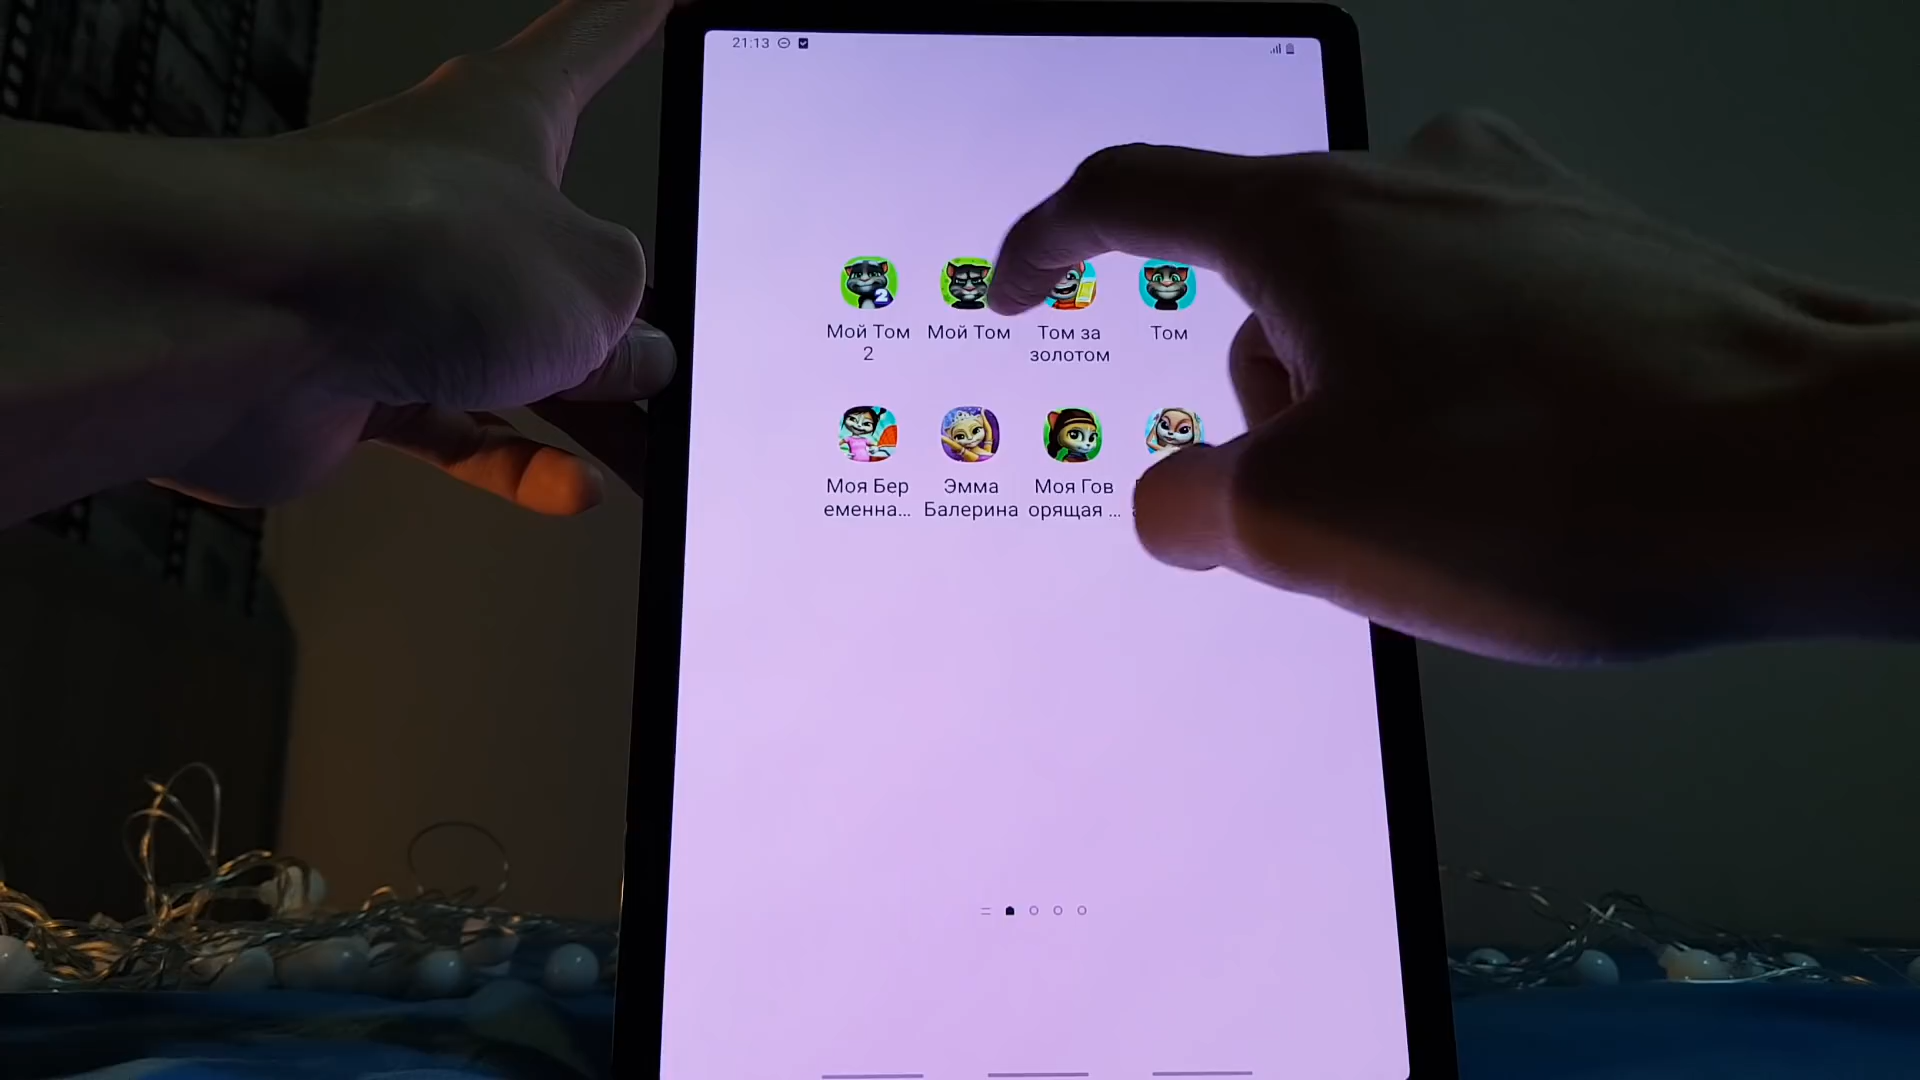 21:13
2
Мой Том
2
Мой Том
Том за
золотом
Том
Моя Бер
еменна...
Эмма
Балерина
Моя Гов
орящая ...